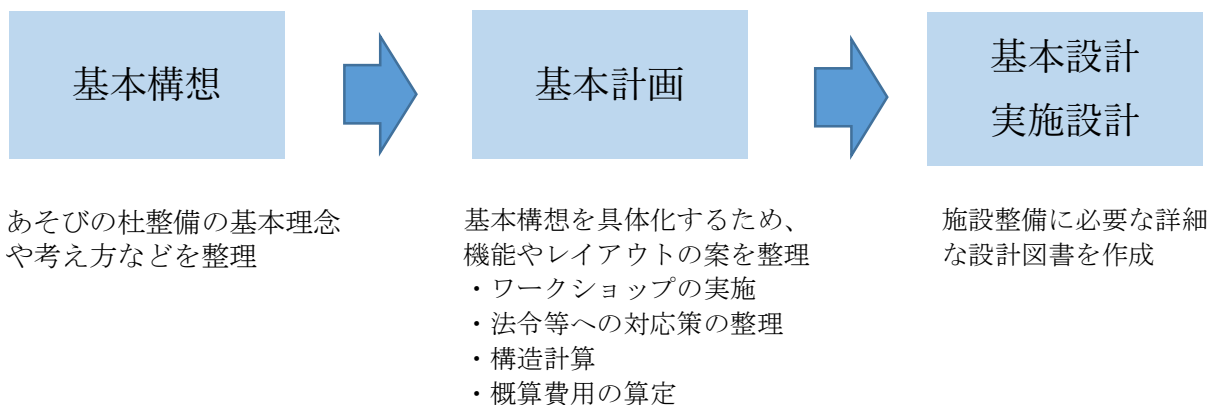 基本構想
基本計画
基本設計
実施設計
あそびの杜整備の基本理念
や考え方などを整理
基本構想を具体化するため、
機能やレイアウトの案を整理
・ワークショップの実施
・法令等への対応策の整理
・構造計算
・概算費用の算定
施設整備に必要な詳細
な設計図書を作成